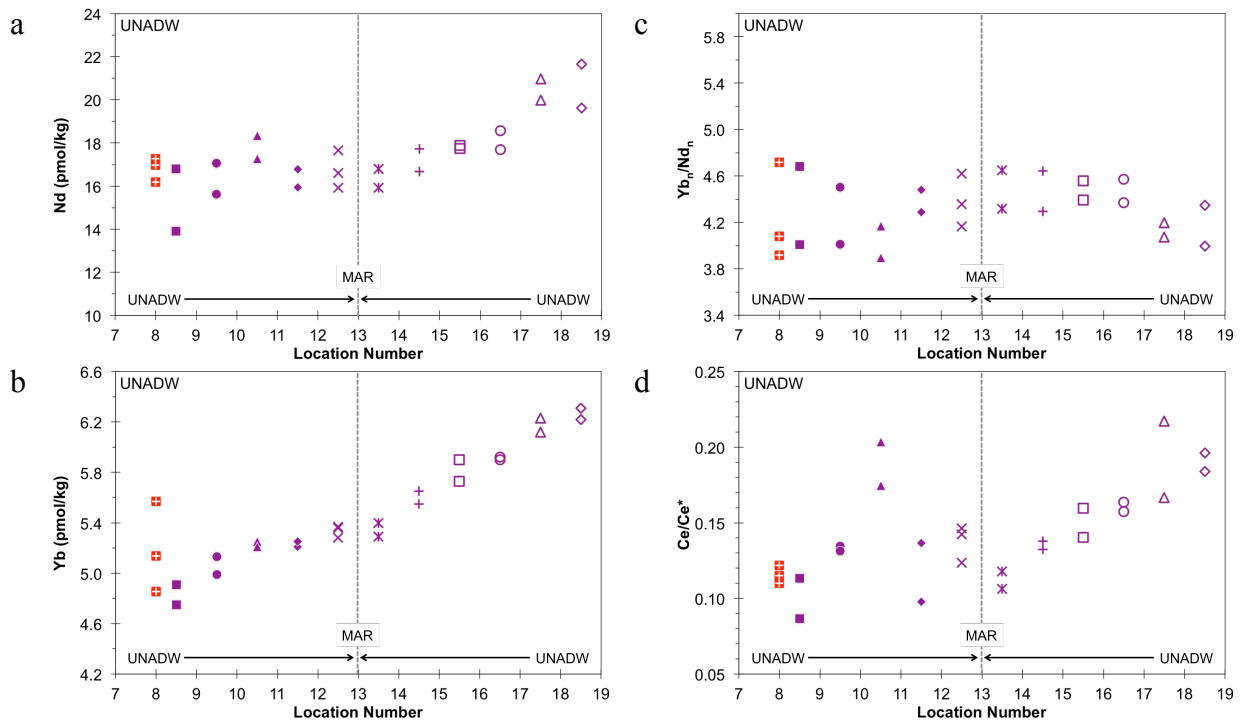 a
UNADW
24
22
20
18
16
14
12
10
Nd (pmol/kg)
MAR
UNADW
7 8 9 10 11 12 13 14 15 16 17 18 19
Location Number
c
UNADW
5.8
5.4
5.0
4.6
4.2
3.8
3.4
Ybn/Ndn
MAR
UNADW UNADW
7 8 9 10 11 12 13 14 15 16 17 18 19
Location Number
b
UNADW
6.6
6.2
5.8
5.4
5.0
4.6
4.2
Yb (pmol/kg)
MAR
UNADW UNADW
7 8 9 10 11 12 13 14 15 16 17 18 19
Location Number
d
UNADW
0.25
0.20
0.15
0.10
0.05
Ce/Ce*
MAR
UNADW UNADW
7 8 9 10 11 12 13 14 15 16 17 18 19
Location Number